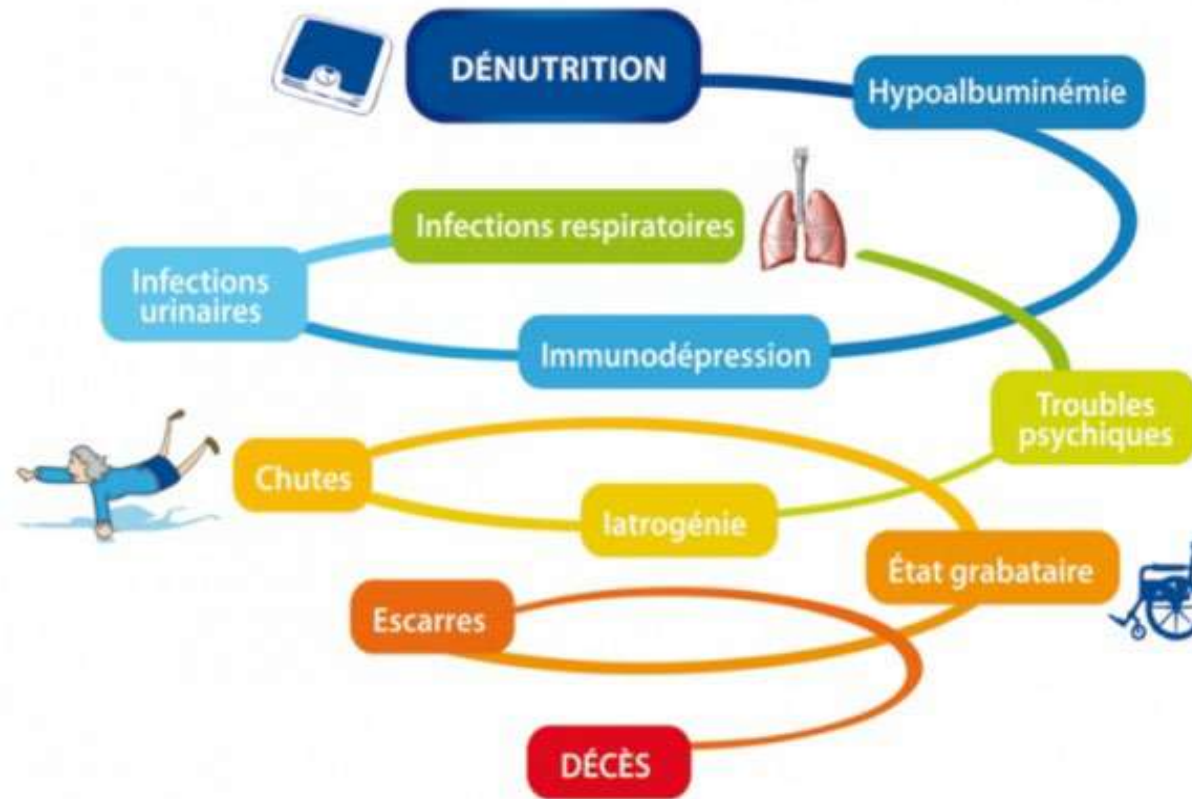 DÉNUTRITION
Hypoalbuminémie
Infections respiratoires
Infections
urinaires
Immunodépression
Troubles
psychiques
Chutes
Iatrogénie
État grabataire
Escarres
DÉCÈS